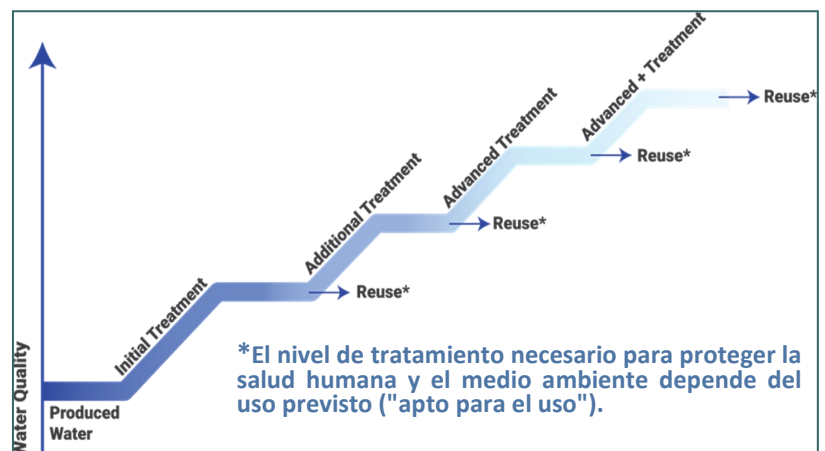 Advanced + Treatment
Reuse*
Advanced Treatment
Reuse*
Additional Treatment
Reuse*
Initial Treatment
Reuse*
*El nivel de tratamiento necesario para proteger la
salud humana y el medio ambiente depende del
uso previsto ("apto para el uso").
Produced
Water
Water Quality